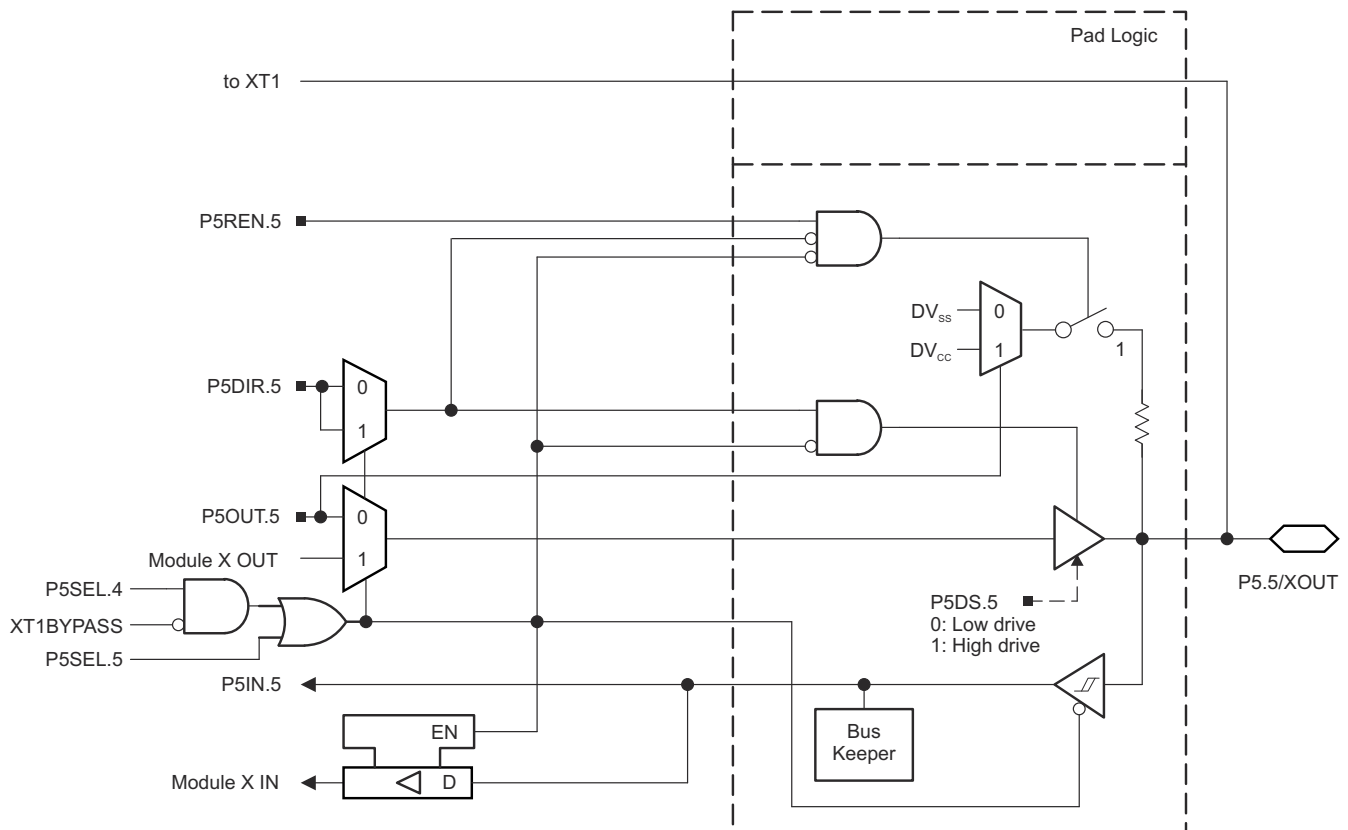 Pad Logic
to XT1
P5REN.5
DVSS
0
DVCC
1
1
P5DIR.5
0
1
P5OUT.5
0
Module X OUT
1
P5SEL.4
XT1BYPASS
P5SEL.5
P5DS.5
0: Low drive
1: High drive
P5.5/XOUT
P5IN.5
EN
Bus
Keeper
Module X IN
D